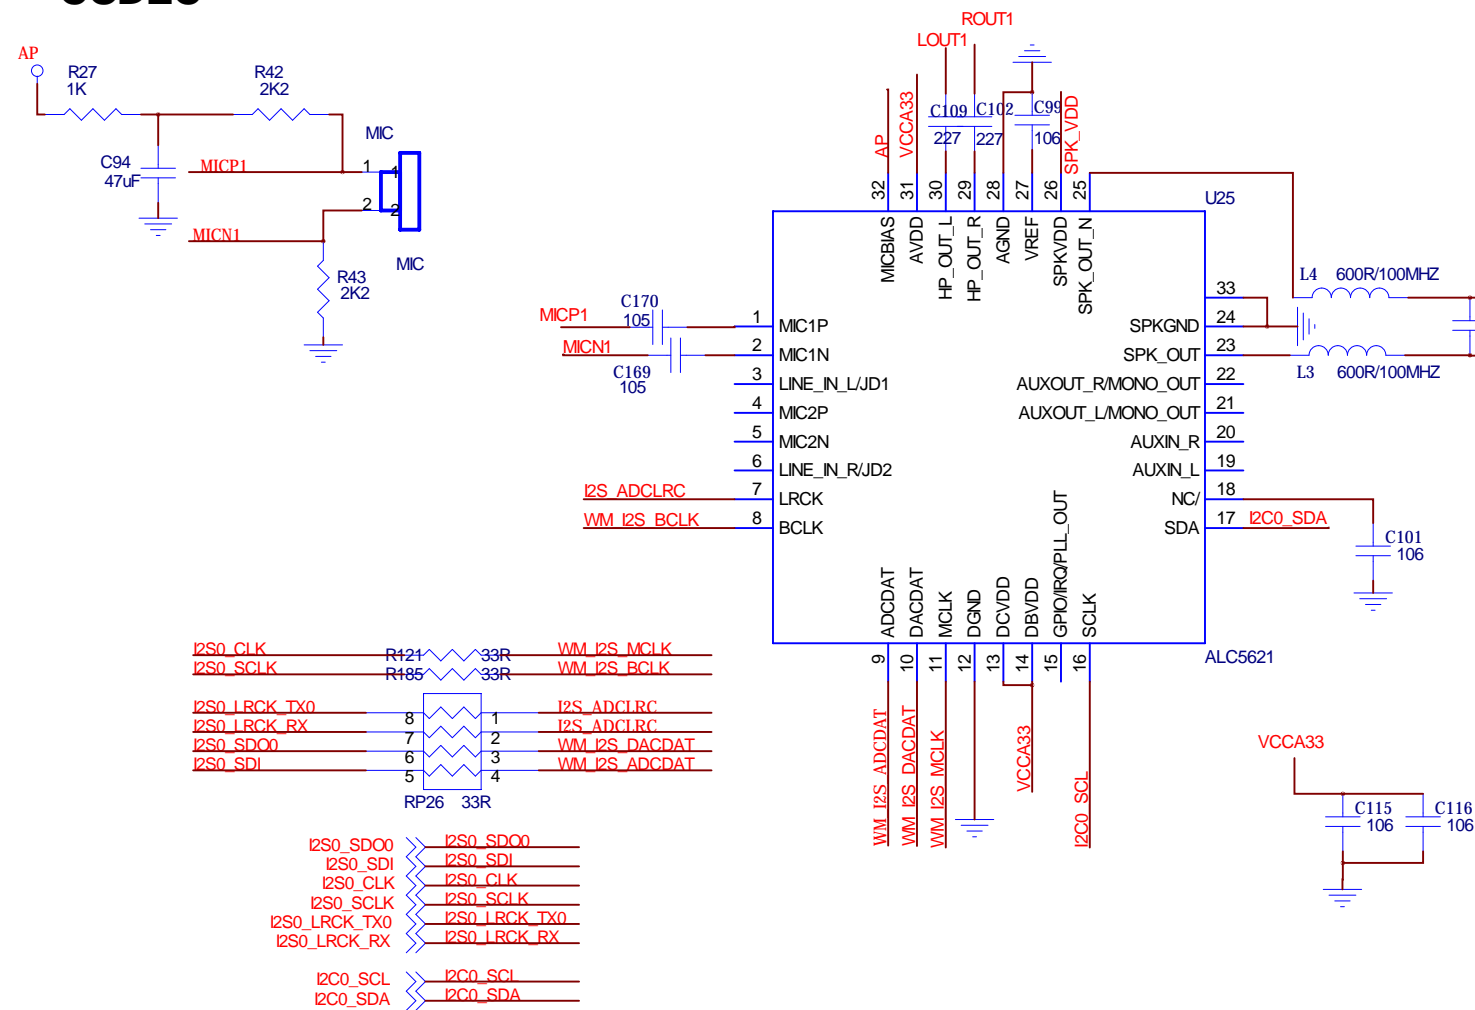 AP
R27
1K
R42
2K2
MIC
C94
47uF
MICP1
1
1
2
2
MICN1
R43
2K2
MIC
ROUT1
LOUT1
AP
VCCA33
C109
227
C102
227
C99
106
SPK_VDD
32
31
30
29
28
27
26
25
U25
MICBIAS
AVDD
HP_OUT_L
HP_OUT_R
AGND
VREF
SPKVDD
SPK_OUT_N
L4 600R/100MHZ
L3 600R/100MHZ
MICP1
C170
105
MICN1
C169
105
1 MIC1P
2 MIC1N
3 LINE_IN_L/JD1
4 MIC2P
5 MIC2N
6 LINE_IN_R/JD2
I2S_ADCLRC 7 LRCK
WM_I2S_BCLK 8 BCLK
33
SPKGND 24
SPK_OUT 23
AUXOUT_R/MONO_OUT 22
AUXOUT_L/MONO_OUT 21
AUXIN_R 20
AUXIN_L 19
NC/ 18
SDA 17 I2C0_SDA
C101
106
ADCDAT
DACDAT
MCLK
DGND
DCVDD
DBVDD
GPIO/IRQ/PLL_OUT
SCLK
9
10
11
12
13
14
15
16
ALC5621
WM_I2S_ADCDAT
WM_I2S_DACDAT
WM_I2S_MCLK
VCCA33
I2C0_SCL
I2S0_CLK R121 33R WM_I2S_MCLK
I2S0_SCLK R185 33R WM_I2S_BCLK
I2S0_LRCK_TX0 8 1 I2S_ADCLRC
I2S0_LRCK_RX 7 2 I2S_ADCLRC
I2S0_SDO0 6 3 WM_I2S_DACDAT
I2S0_SDI 5 4 WM_I2S_ADCDAT
RP26 33R
VCCA33
C115
106
C116
106
I2S0_SDO0 I2S0_SDO0
I2S0_SDI I2S0_SDI
I2S0_CLK I2S0_CLK
I2S0_SCLK I2S0_SCLK
I2S0_LRCK_TX0 I2S0_LRCK_TX0
I2S0_LRCK_RX I2S0_LRCK_RX
I2C0_SCL I2C0_SCL
I2C0_SDA I2C0_SDA